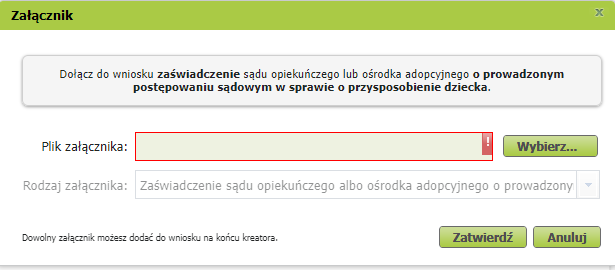 Załącznik
x
Dołącz do wniosku zaświadczenie sądu opiekuńczego lub ośrodka adopcyjnego o prowadzonym
postępowaniu sądowym w sprawie o przysposobienie dziecka.
Plik załącznika: ! Wybierz...
Rodzaj załącznika: Zaświadczenie sądu opiekuńczego albo ośrodka adopcyjnego o prowadzony
Dowolny załącznik możesz dodać do wniosku na końcu kreatora. Zatwierdź Anuluj